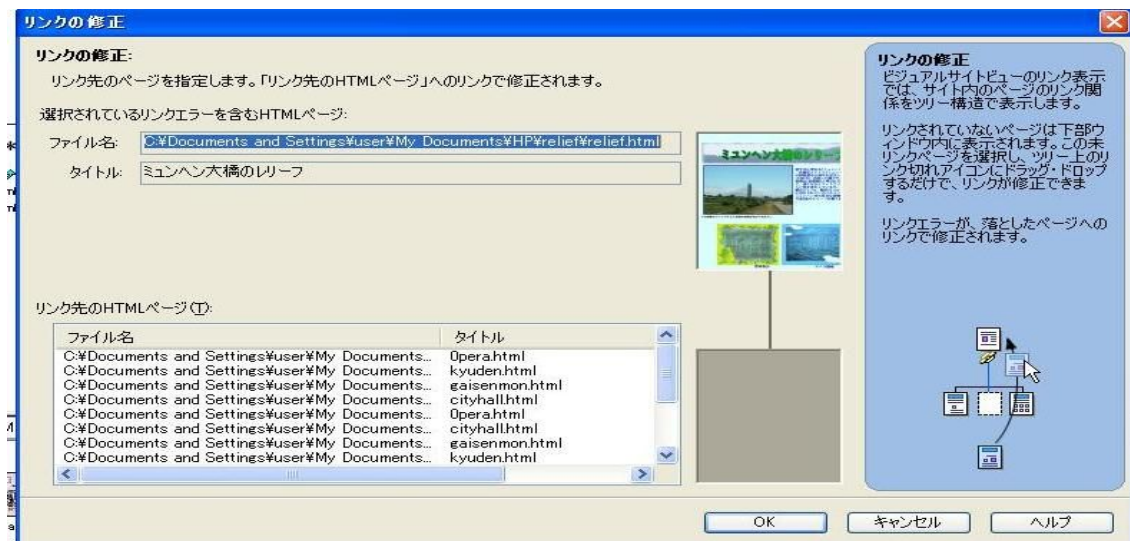 リンクの修正
リンクの修正:
リンク先のページを指定します。「リンク先のHTMLページ」へのリンクで修正されます。
選択されているリンクエラーを含むHTMLページ:
ファイル名: C:¥Documents and Settings¥user¥My Documents¥HP¥relief¥relief.html
タイトル: ミュンヘン大橋のレリーフ
ミュンヘン大橋のレリーフ
リンク先のHTMLページ(T):
ファイル名 タイトル
C:¥Documents and Settings¥user¥My Documents... Opera.html
C:¥Documents and Settings¥user¥My Documents... kyuden.html
C:¥Documents and Settings¥user¥My Documents... gaisenmon.html
C:¥Documents and Settings¥user¥My Documents... cityhall.html
C:¥Documents and Settings¥user¥My Documents... Opera.html
C:¥Documents and Settings¥user¥My Documents... cityhall.html
C:¥Documents and Settings¥user¥My Documents... gaisenmon.html
C:¥Documents and Settings¥user¥My Documents... kyuden.html
リンクの修正
ビジュアルサイトビューのリンク表示
では、サイト内のページのリンク関
係をツリー構造で表示します。
リンクされていないページは下部ウ
ィンドウ内に表示されます。この未
リンクページを選択し、ツリー上のリ
ンク切れアイコンにドラッグ・ドロップ
するだけで、リンクが修正できま
す。
リンクエラーが、落としたページへの
リンクで修正されます。
OK キャンセル ヘルプ